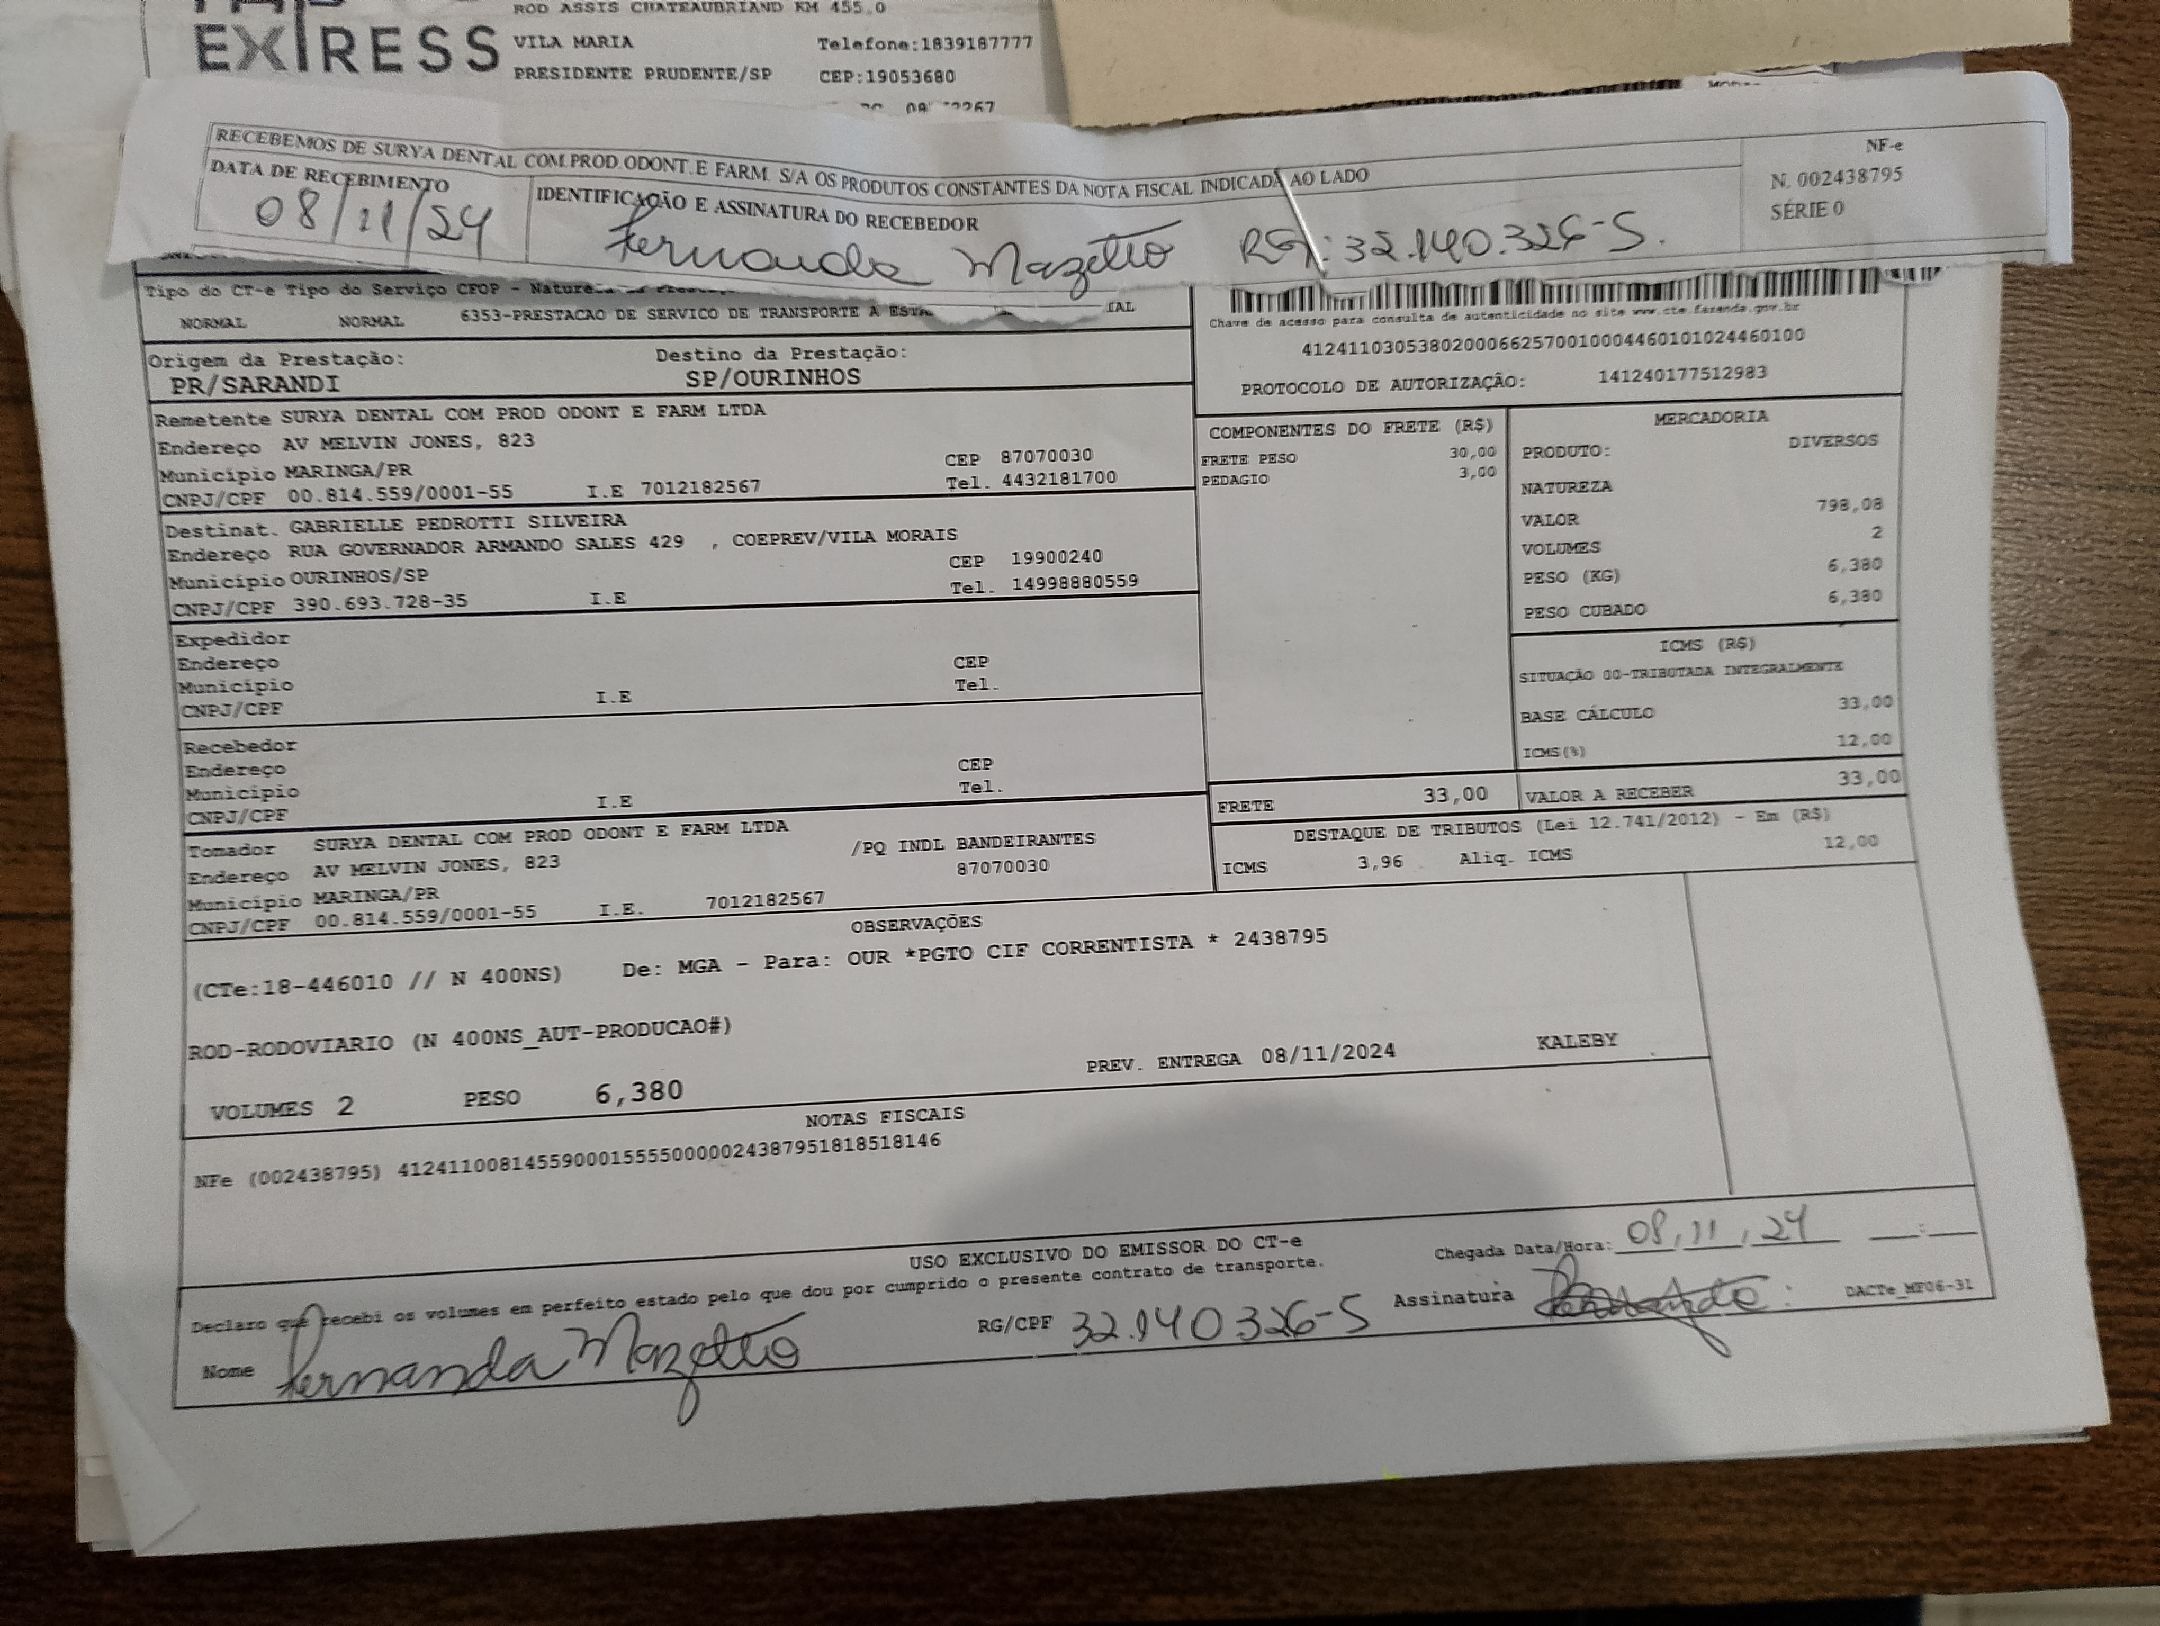 ROD ASSIS CHATEAUBRIAND KM 455,0
EXPRESS
VILA MARIA Telefone:1839187777
PRESIDENTE PRUDENTE/SP CEP:19053680
RECEBEMOS DE SURYA DENTAL COM.PROD.ODONT.E FARM. S/A OS PRODUTOS CONSTANTES DA NOTA FISCAL INDICADA AO LADO
NF-e
N. 002438795
SÉRIE 0
DATA DE RECEBIMENTO
08/11/24
IDENTIFICAÇÃO E ASSINATURA DO RECEBEDOR
Fernanda Mazetto RG: 32.140.326-5.
Tipo do CT-e Tipo do Serviço CFOP -
NORMAL NORMAL 6353-PRESTACAO DE SERVICO DE TRANSPORTE A
Chave de acesso para consulta de autenticidade no site www.cte.fazenda.gov.br
41241103053802000662570010004460101024460100
PROTOCOLO DE AUTORIZAÇÃO: 141240177512983
Origem da Prestação: Destino da Prestação:
PR/SARANDI SP/OURINHOS
Remetente SURYA DENTAL COM PROD ODONT E FARM LTDA
Endereço AV MELVIN JONES, 823
Município MARINGA/PR CEP 87070030
CNPJ/CPF 00.814.559/0001-55 I.E 7012182567 Tel. 4432181700
Destinat. GABRIELLE PEDROTTI SILVEIRA
Endereço RUA GOVERNADOR ARMANDO SALES 429 , COEPREV/VILA MORAIS
Município OURINHOS/SP CEP 19900240
CNPJ/CPF 390.693.728-35 I.E Tel. 14998880559
Expedidor
Endereço
Município CEP
CNPJ/CPF I.E Tel.
Recebedor
Endereço
Município CEP
CNPJ/CPF I.E Tel.
Tomador SURYA DENTAL COM PROD ODONT E FARM LTDA
Endereço AV MELVIN JONES, 823 /PQ INDL BANDEIRANTES
Município MARINGA/PR 87070030
CNPJ/CPF 00.814.559/0001-55 I.E. 7012182567
COMPONENTES DO FRETE (R$)
FRETE PESO 30,00
PEDAGIO 3,00
MERCADORIA
PRODUTO: DIVERSOS
NATUREZA
VALOR 798,08
VOLUMES 2
PESO (KG) 6,380
PESO CUBADO 6,380
ICMS (R$)
SITUAÇÃO 00-TRIBUTADA INTEGRALMENTE
BASE CÁLCULO 33,00
ICMS(%) 12,00
FRETE 33,00 VALOR A RECEBER 33,00
DESTAQUE DE TRIBUTOS (Lei 12.741/2012) - Em (R$)
ICMS 3,96 Aliq. ICMS 12,00
OBSERVAÇÕES
(CTe:18-446010 // N 400NS) De: MGA - Para: OUR *PGTO CIF CORRENTISTA * 2438795
ROD-RODOVIARIO (N 400NS_AUT-PRODUCAO#)
VOLUMES 2 PESO 6,380 PREV. ENTREGA 08/11/2024 KALEBY
NOTAS FISCAIS
NFe (002438795) 41241100814559000155550000024387951818518146
USO EXCLUSIVO DO EMISSOR DO CT-e
Declaro que recebi os volumes em perfeito estado pelo que dou por cumprido o presente contrato de transporte.
Chegada Data/Hora: 08,11,24 __:__
Nome Fernanda Mazetto RG/CPF 32.140.326-5 Assinatura
DACTe_MF06-31